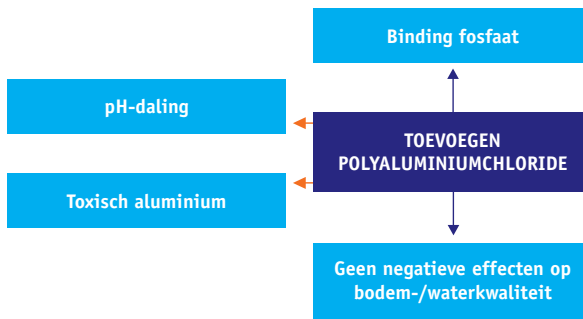 Binding fosfaat
pH-daling
TOEVOEGEN
POLYALUMINIUMCHLORIDE
Toxisch aluminium
Geen negatieve effecten op
bodem-/waterkwaliteit